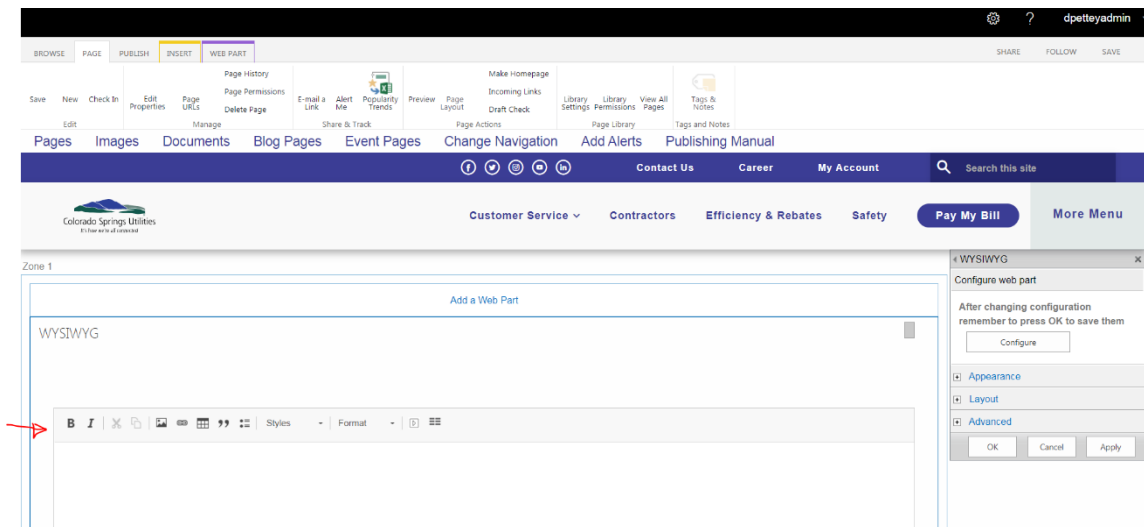 dpetteyadmin
BROWSE PAGE PUBLISH INSERT WEB PART SHARE FOLLOW SAVE
Save New Check In Edit Properties Page URLs Page History Page Permissions Delete Page E-mail a Link Alert Me Popularity Trends Preview Page Layout Make Homepage Incoming Links Draft Check Library Settings Library Permissions View All Pages Tags & Notes
Edit Manage Share & Track Page Actions Page Library Tags and Notes
Pages Images Documents Blog Pages Event Pages Change Navigation Add Alerts Publishing Manual
Contact Us Career My Account Search this site
Colorado Springs Utilities
It's how we're all connected
Customer Service Contractors Efficiency & Rebates Safety Pay My Bill More Menu
Zone 1
Add a Web Part
WYSIWYG
B I Styles Format
WYSIWYG
Configure web part
After changing configuration
remember to press OK to save them
Configure
Appearance
Layout
Advanced
OK Cancel Apply